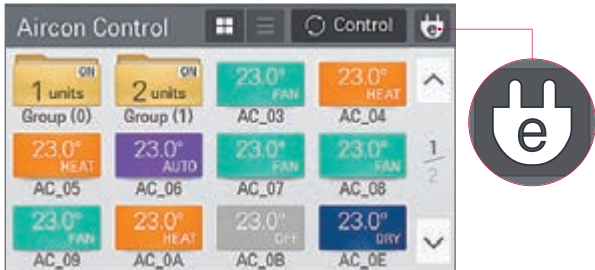 Aircon Control
Control
e
ON
1 units
Group (0)
ON
2 units
Group (1)
23.0°
FAN
AC_03
23.0°
HEAT
AC_04
23.0°
HEAT
AC_05
23.0°
AUTO
AC_06
23.0°
FAN
AC_07
23.0°
FAN
AC_08
1
2
23.0°
FAN
AC_09
23.0°
HEAT
AC_0A
23.0°
OFF
AC_0B
23.0°
DRY
AC_0E
e